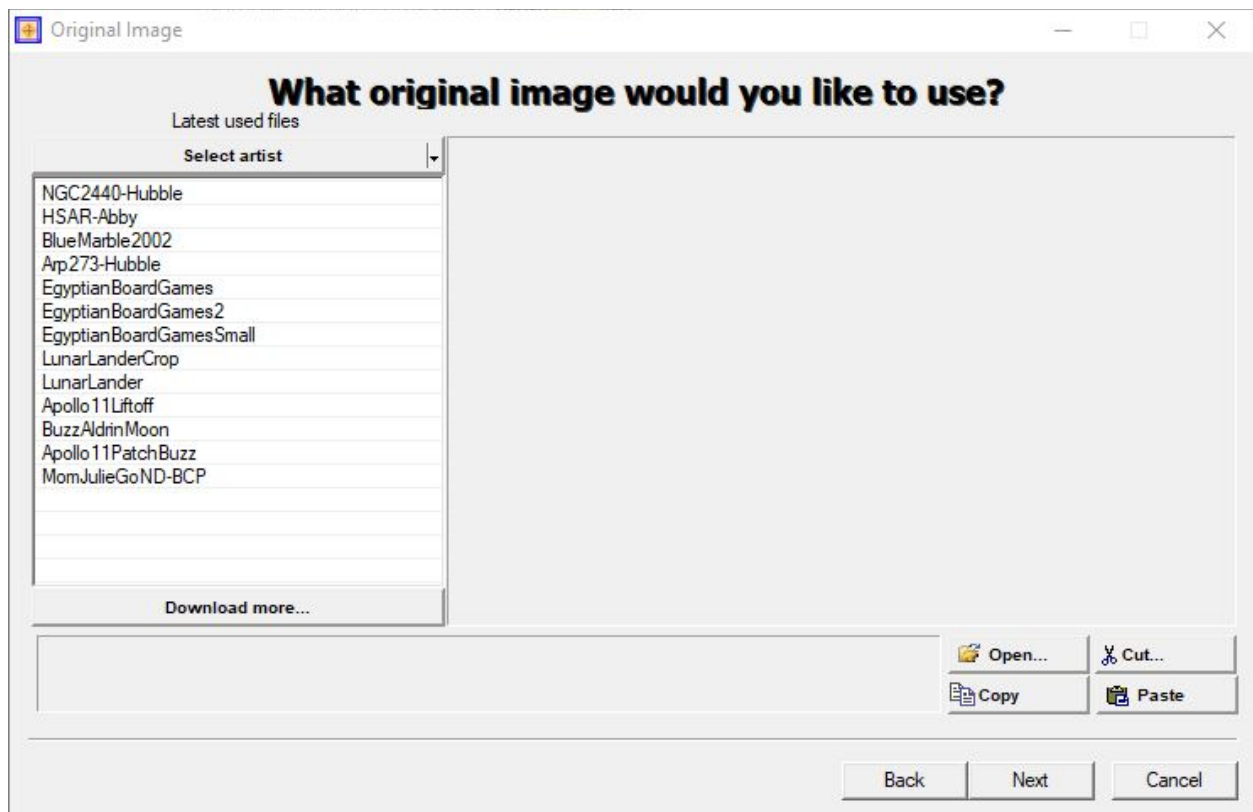 Original Image
What original image would you like to use?
Latest used files
Select artist
NGC2440-Hubble
HSAR-Abby
BlueMarble2002
Arp273-Hubble
EgyptianBoardGames
EgyptianBoardGames2
EgyptianBoardGamesSmall
LunarLanderCrop
LunarLander
Apollo11Liftoff
BuzzAldrinMoon
Apollo11PatchBuzz
MomJulieGoND-BCP
Download more...
Open... Cut...
Copy Paste
Back Next Cancel